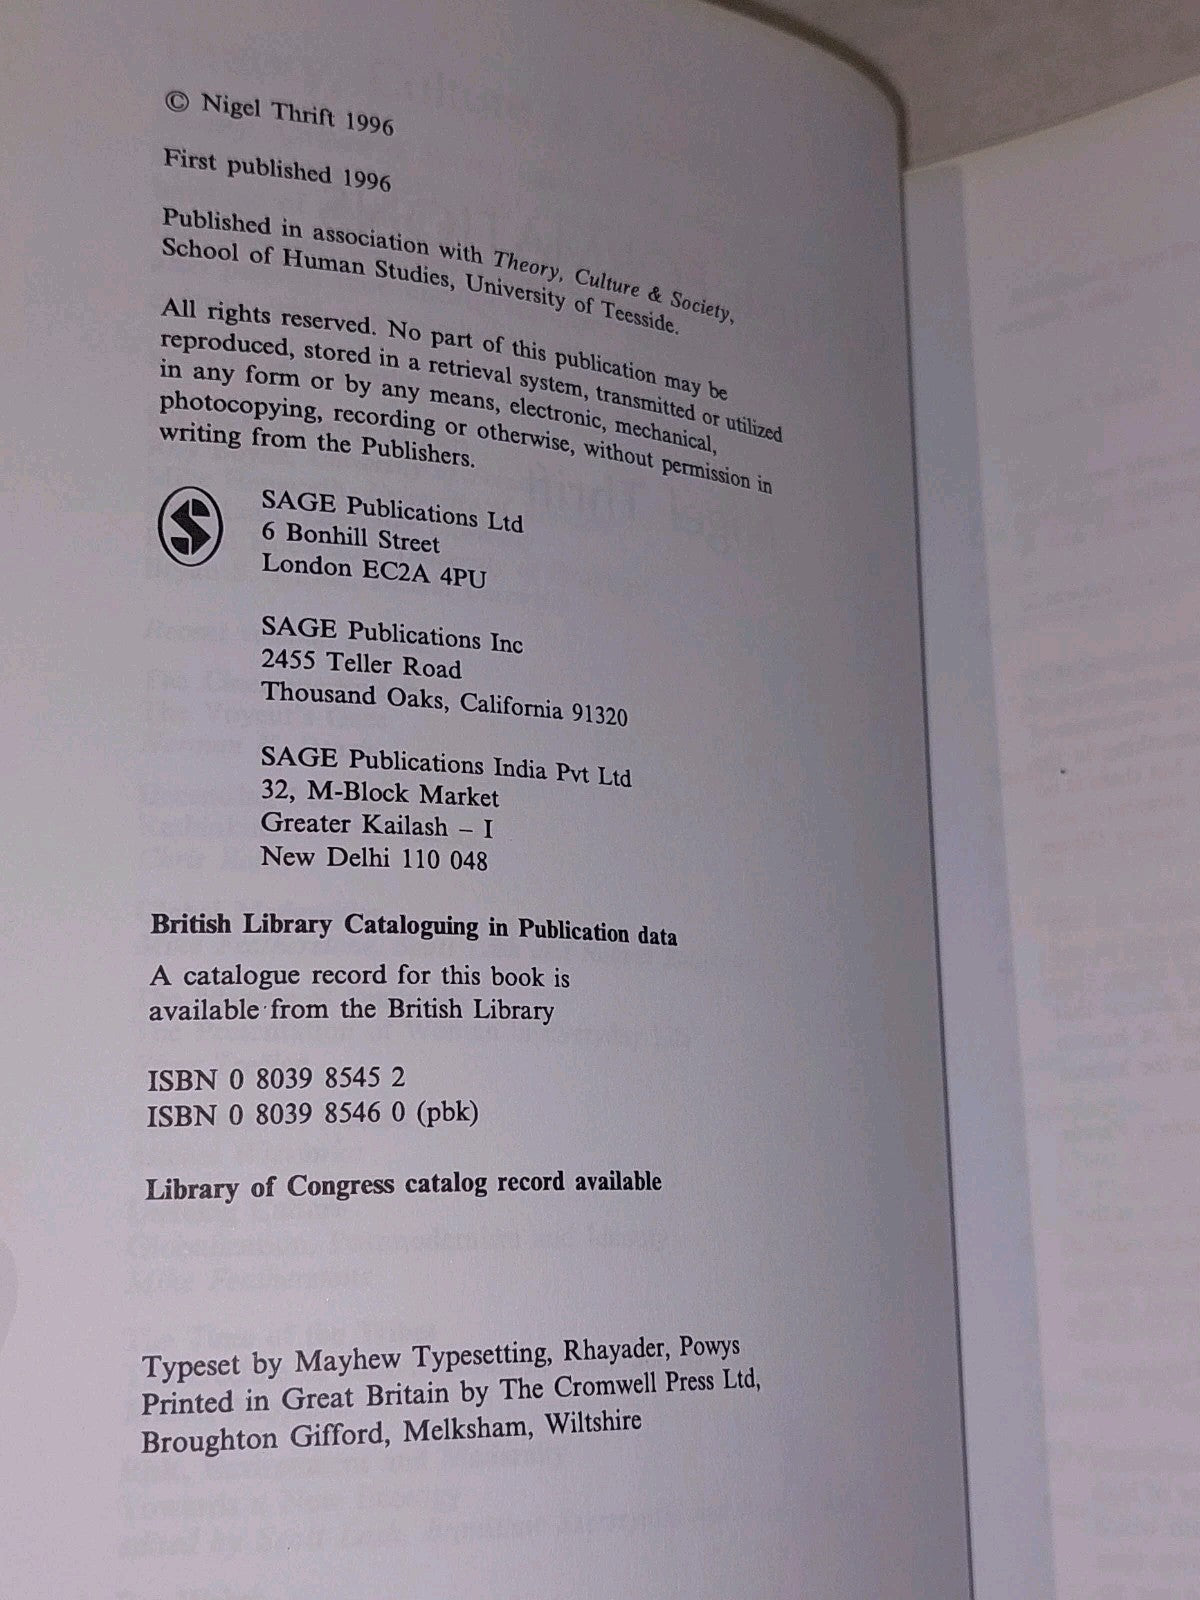 © Nigel Thrift 1996
First published 1996
Published in association with Theory, Culture & Society,
School of Human Studies, University of Teesside.
All rights reserved. No part of this publication may be
reproduced, stored in a retrieval system, transmitted or utilized
in any form or by any means, electronic, mechanical,
photocopying, recording or otherwise, without permission in
writing from the Publishers.
SAGE Publications Ltd
6 Bonhill Street
London EC2A 4PU
SAGE Publications Inc
2455 Teller Road
Thousand Oaks, California 91320
SAGE Publications India Pvt Ltd
32, M-Block Market
Greater Kailash – I
New Delhi 110 048
British Library Cataloguing in Publication data
A catalogue record for this book is
available from the British Library
ISBN 0 8039 8545 2
ISBN 0 8039 8546 0 (pbk)
Library of Congress catalog record available
Typeset by Mayhew Typesetting, Rhayader, Powys
Printed in Great Britain by The Cromwell Press Ltd,
Broughton Gifford, Melksham, Wiltshire